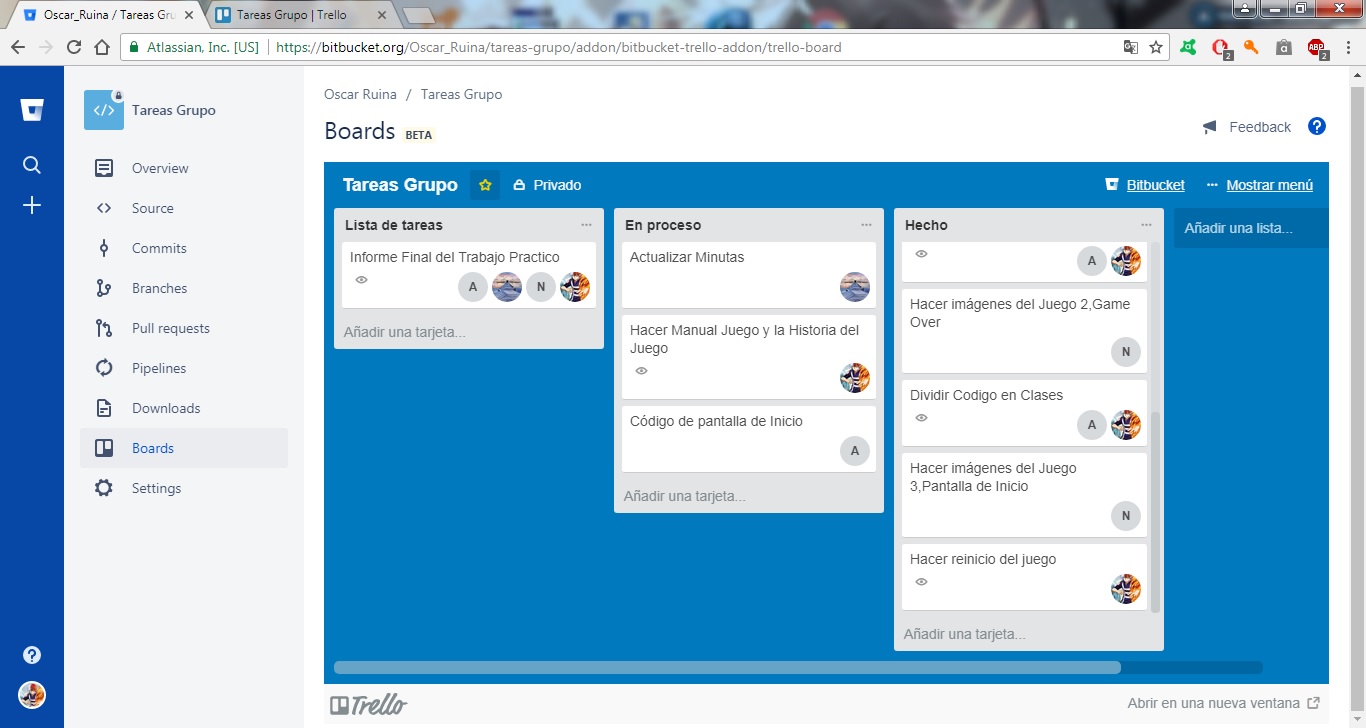 Oscar_Ruina / Tareas Gru
Tareas Grupo | Trello
Atlassian, Inc. [US]
https://bitbucket.org/Oscar_Ruina/tareas-grupo/addon/bitbucket-trello-addon/trello-board
2
ABP
2
Tareas Grupo
Overview
Source
Commits
Branches
Pull requests
Pipelines
Downloads
Boards
Settings
Oscar Ruina / Tareas Grupo
Boards BETA
Feedback
Tareas Grupo
Privado
Bitbucket
Mostrar menú
Lista de tareas
Informe Final del Trabajo Practico
A
N
Añadir una tarjeta...
En proceso
Actualizar Minutas
Hacer Manual Juego y la Historia del
Juego
Código de pantalla de Inicio
A
Añadir una tarjeta...
Hecho
A
Hacer imágenes del Juego 2,Game
Over
N
Dividir Codigo en Clases
A
Hacer imágenes del Juego
3,Pantalla de Inicio
N
Hacer reinicio del juego
Añadir una tarjeta...
Añadir una lista...
Trello
Abrir en una nueva ventana